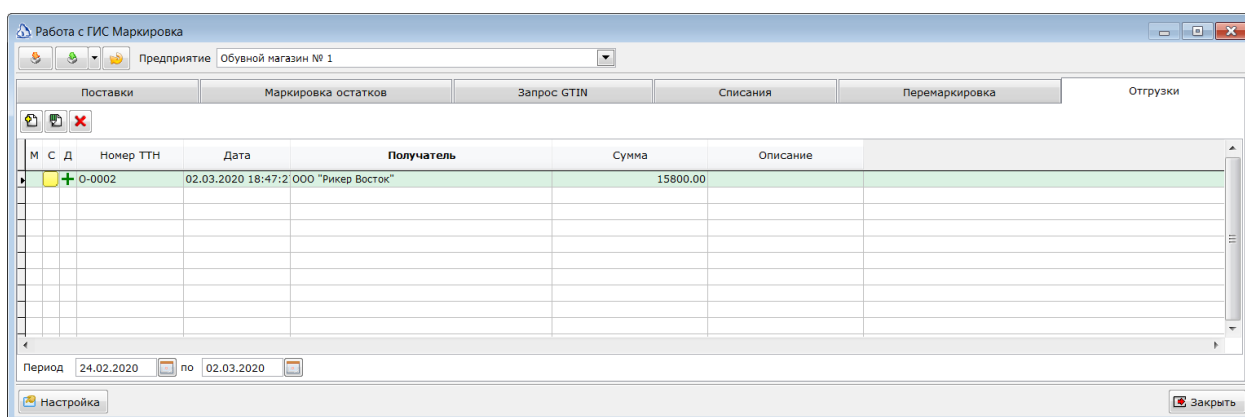 Работа с ГИС Маркировка
Предприятие Обувной магазин № 1
Поставки Маркировка остатков Запрос GTIN Списания Перемаркировка Отгрузки
М С Д Номер ТТН Дата Получатель Сумма Описание
О-0002 02.03.2020 18:47:2 ООО "Рикер Восток" 15800.00
Период 24.02.2020 по 02.03.2020
Настройка Закрыть